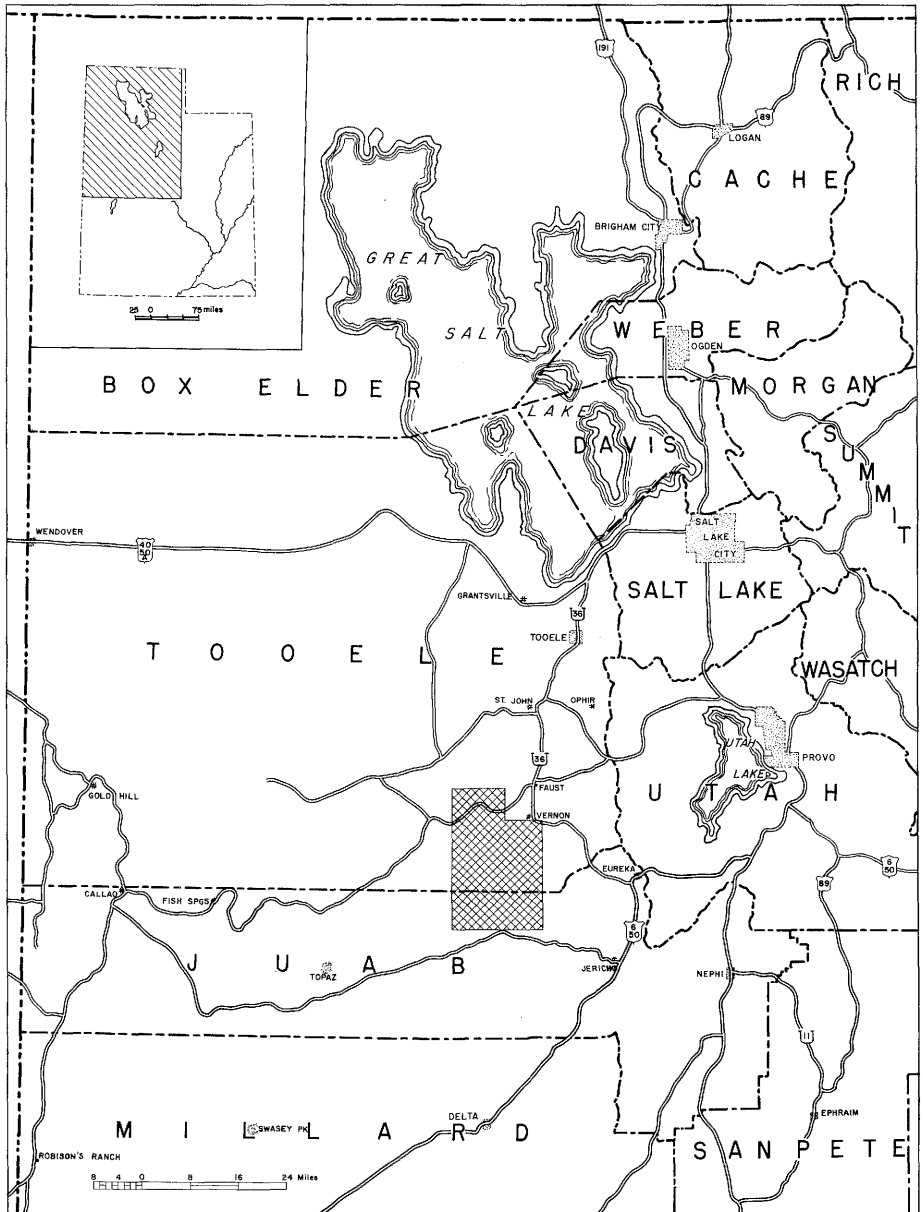 191
RICH
89
LOGAN
CACHE
BRIGHAM CITY
GREAT
SALT
LAKE
25 0 75 miles
WEBER
OGDEN
BOX ELDER
MORGAN
DAVIS
SUMMIT
WENDOVER
40
50
A
SALT
LAKE
CITY
GRANTSVILLE
SALT LAKE
36
TOOELE
TOOELE
WASATCH
ST. JOHN
OPHIR
UTAH
LAKE
PROVO
36
GOLD HILL
FAUST
UTAH
VERNON
EUREKA
6
50
89
CALLAO
FISH SPGS
6
50
JUAB
TOPAZ
JERICHO
NEPHI
11
DELTA
EPHRAIM
MILLARD
SWASEY PK
SAN PETE
ROBISON'S RANCH
8 4 0 8 16 24 Miles